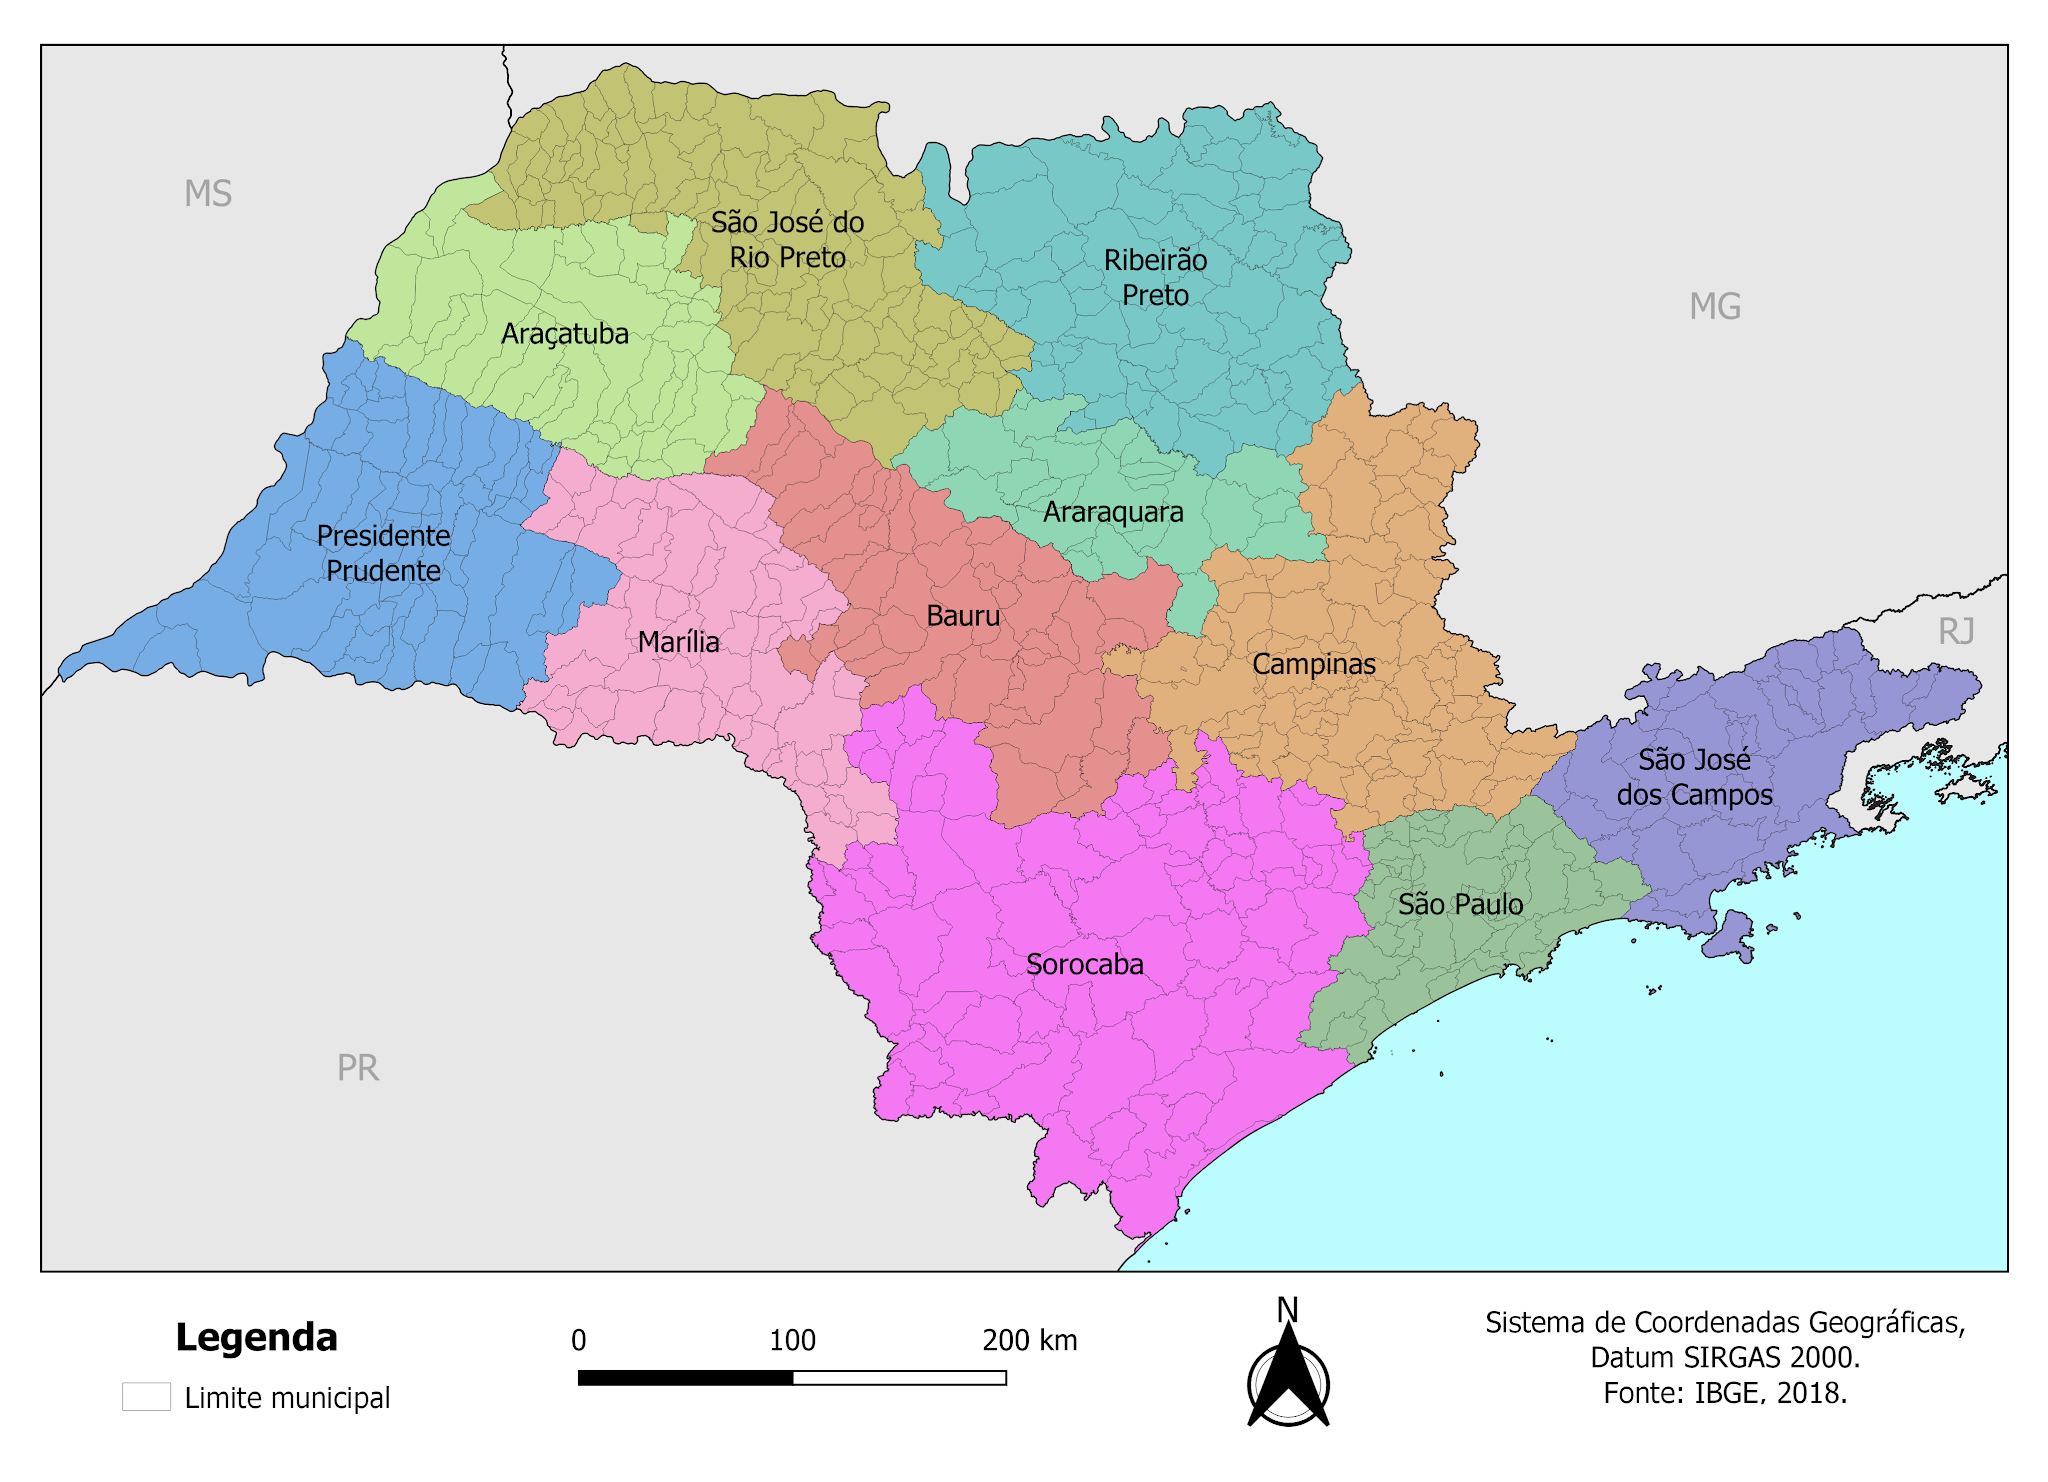 MS
São José do
Rio Preto
Ribeirão
Preto
MG
Araçatuba
Araraquara
Presidente
Prudente
Bauru
Marília
Campinas
RJ
São José
dos Campos
São Paulo
Sorocaba
PR
Legenda
Limite municipal
0 100 200 km
N
Sistema de Coordenadas Geográficas,
Datum SIRGAS 2000.
Fonte: IBGE, 2018.